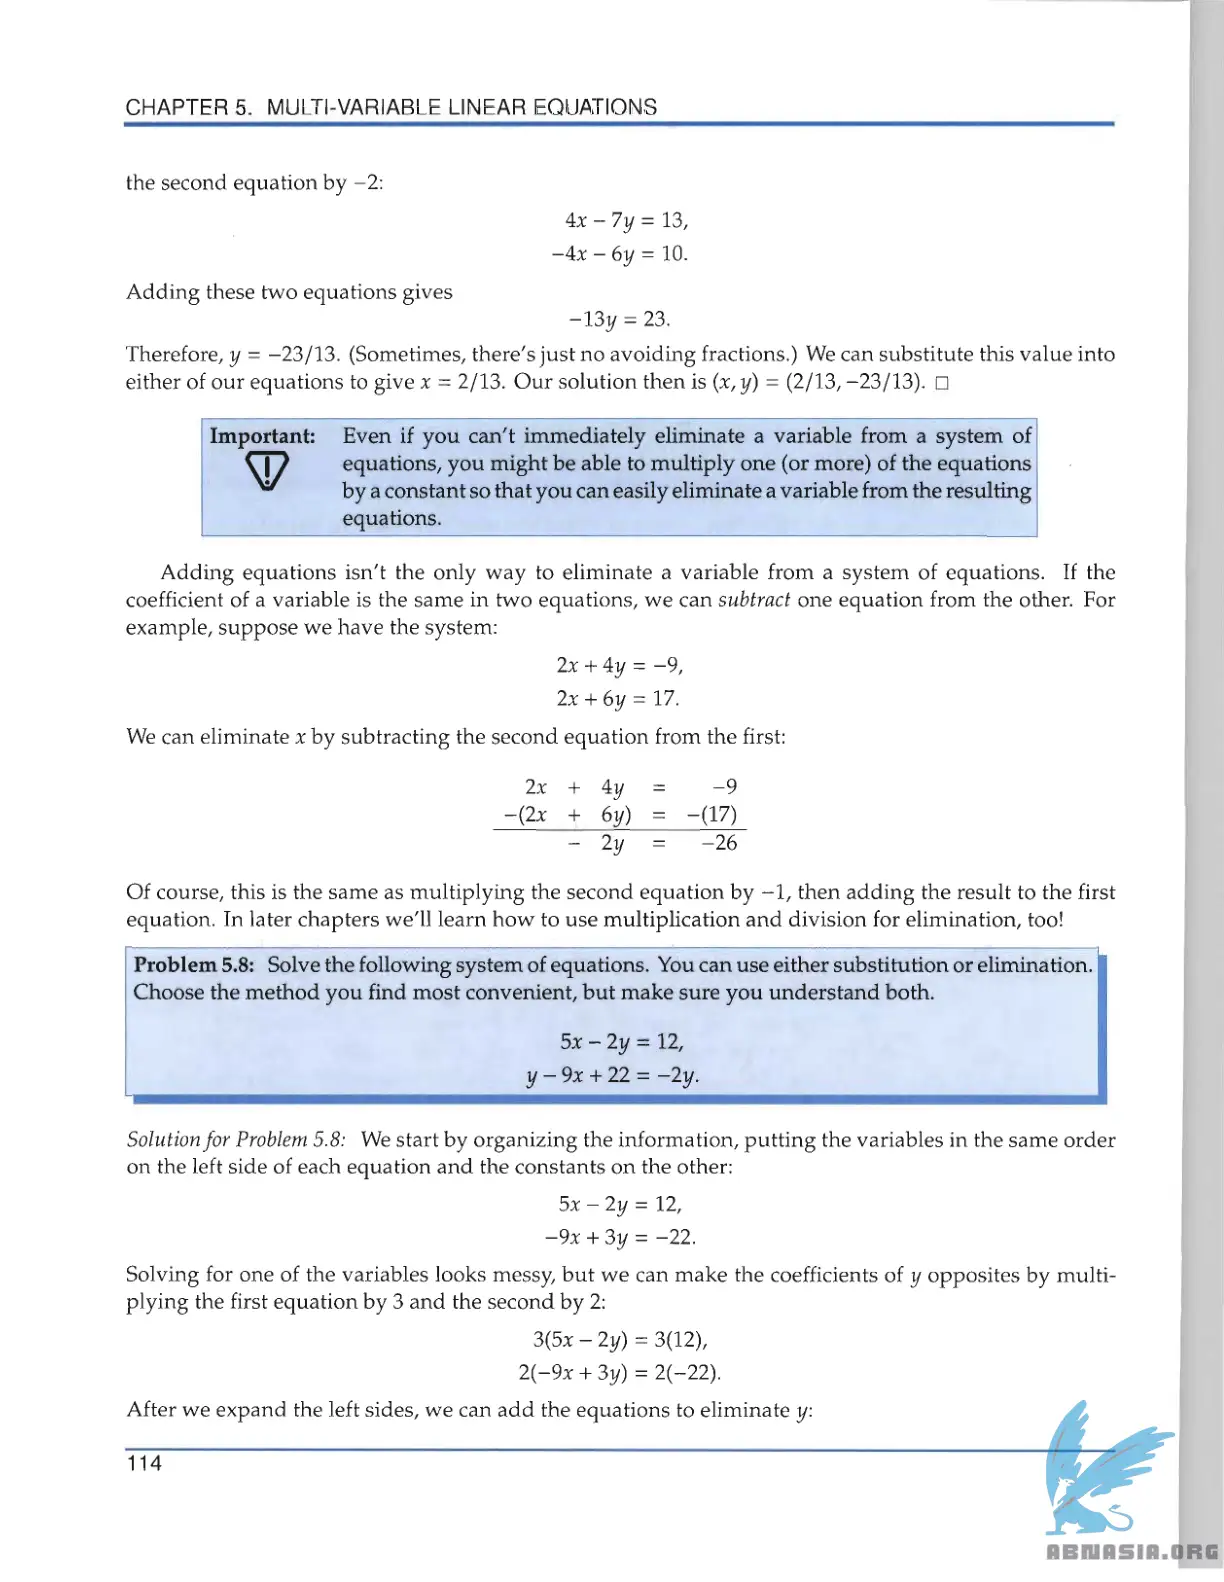 CHAPTER 5. MULTI-VARIABLE LINEAR EQUATIONS
the second equation by −2:
4x − 7y = 13,
−4x − 6y = 10.
Adding these two equations gives
−13y = 23.
Therefore, y = −23/13. (Sometimes, there's just no avoiding fractions.) We can substitute this value into
either of our equations to give x = 2/13. Our solution then is (x, y) = (2/13, −23/13). □
Important: Even if you can't immediately eliminate a variable from a system of
equations, you might be able to multiply one (or more) of the equations
by a constant so that you can easily eliminate a variable from the resulting
equations.
Adding equations isn't the only way to eliminate a variable from a system of equations. If the
coefficient of a variable is the same in two equations, we can subtract one equation from the other. For
example, suppose we have the system:
2x + 4y = −9,
2x + 6y = 17.
We can eliminate x by subtracting the second equation from the first:
2x + 4y = −9
−(2x + 6y) = −(17)
− 2y = −26
Of course, this is the same as multiplying the second equation by −1, then adding the result to the first
equation. In later chapters we'll learn how to use multiplication and division for elimination, too!
Problem 5.8: Solve the following system of equations. You can use either substitution or elimination.
Choose the method you find most convenient, but make sure you understand both.
5x − 2y = 12,
y − 9x + 22 = −2y.
Solution for Problem 5.8: We start by organizing the information, putting the variables in the same order
on the left side of each equation and the constants on the other:
5x − 2y = 12,
−9x + 3y = −22.
Solving for one of the variables looks messy, but we can make the coefficients of y opposites by multi-
plying the first equation by 3 and the second by 2:
3(5x − 2y) = 3(12),
2(−9x + 3y) = 2(−22).
After we expand the left sides, we can add the equations to eliminate y:
114
ABNASIA.ORG